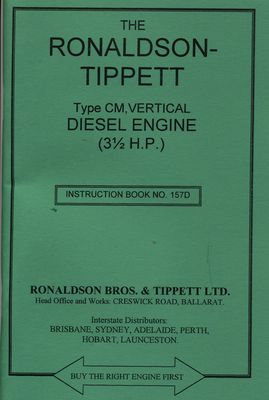 THE
RONALDSON-
TIPPETT
Type CM,VERTICAL
DIESEL ENGINE
(3½ H.P.)
INSTRUCTION BOOK NO. 157D
RONALDSON BROS. & TIPPETT LTD.
Head Office and Works: CRESWICK ROAD, BALLARAT.
Interstate Distributors:
BRISBANE, SYDNEY, ADELAIDE, PERTH,
HOBART, LAUNCESTON.
BUY THE RIGHT ENGINE FIRST